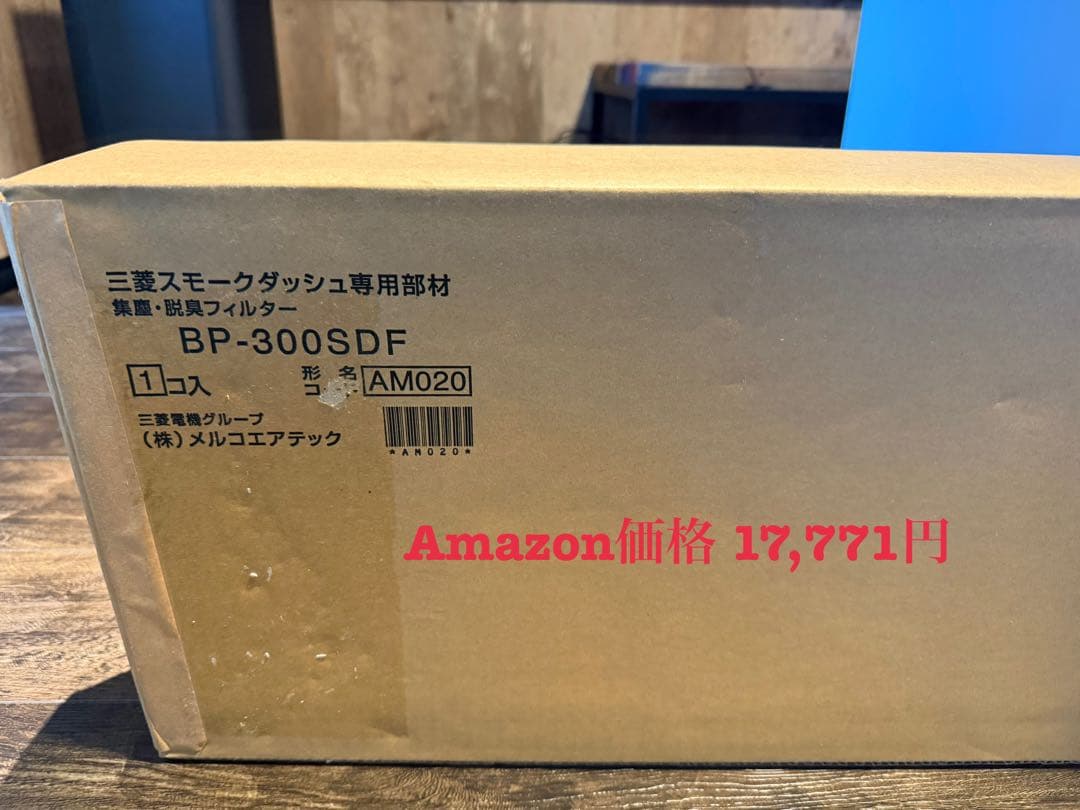 三菱スモークダッシュ専用部材
集塵・脱臭フィルター
BP-300SDF
1コ入
形名
AM020
三菱電機グループ
(株)メルコエアテック
*AM020*
Amazon価格 17,771円